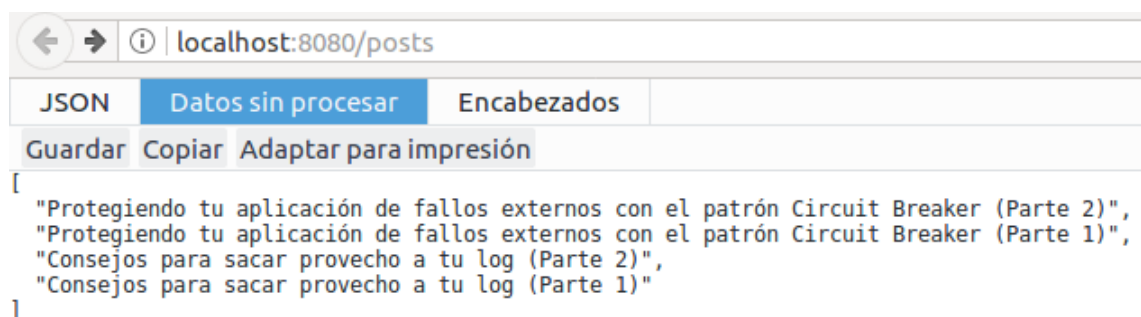 localhost:8080/posts
JSON Datos sin procesar Encabezados
Guardar Copiar Adaptar para impresión
[
"Protegiendo tu aplicación de fallos externos con el patrón Circuit Breaker (Parte 2)",
"Protegiendo tu aplicación de fallos externos con el patrón Circuit Breaker (Parte 1)",
"Consejos para sacar provecho a tu log (Parte 2)",
"Consejos para sacar provecho a tu log (Parte 1)"
]